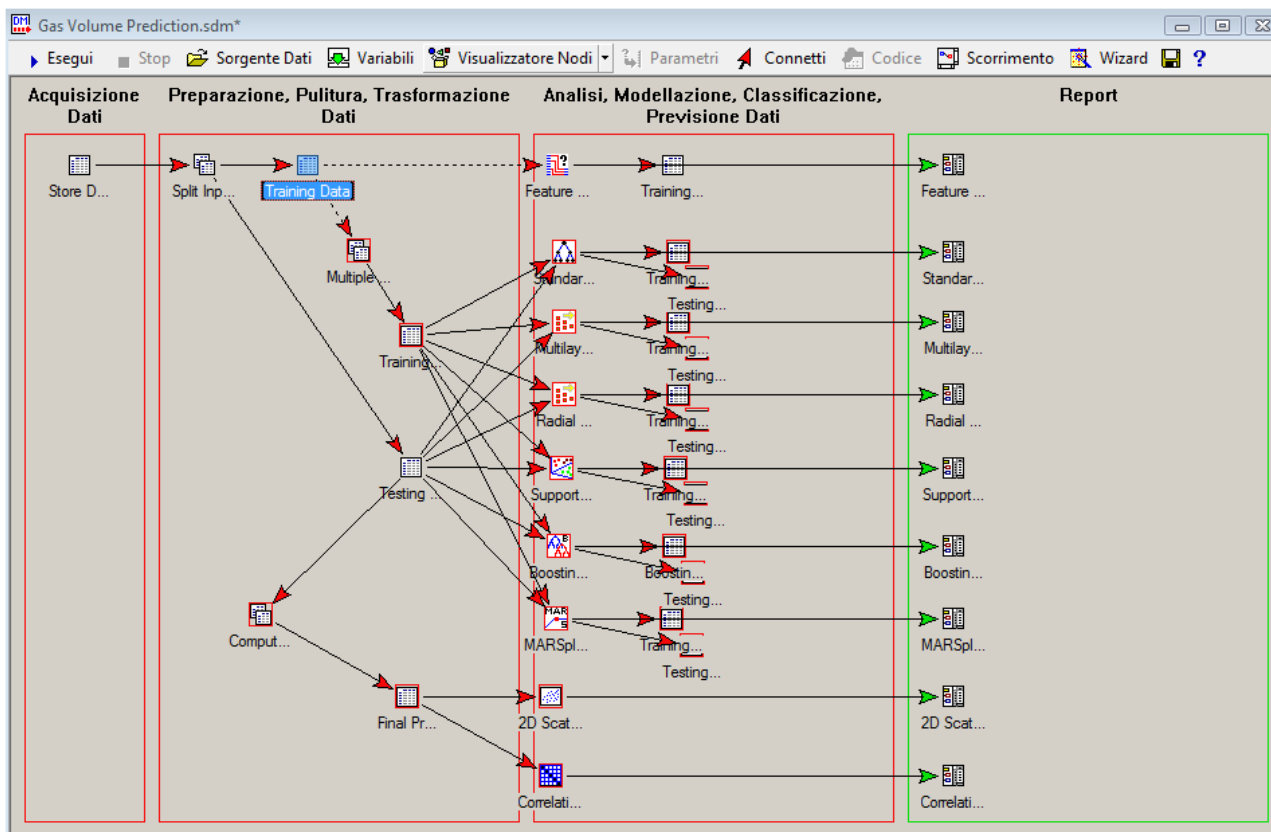 DM
Gas Volume Prediction.sdm*
Esegui Stop Sorgente Dati Variabili Visualizzatore Nodi Parametri Connetti Codice Scorrimento Wizard ?
Acquisizione Dati
Preparazione, Pulitura, Trasformazione Dati
Analisi, Modellazione, Classificazione, Previsione Dati
Report
Store D...
Split Inp...
Training Data
Feature ...
Training...
Feature ...
Multiple ...
Standar...
Training...
Testing...
Standar...
Training...
Multilay...
Training...
Testing...
Multilay...
Radial ...
Training...
Testing...
Radial ...
Testing ...
Support...
Training...
Testing...
Support...
Boostin...
Boostin...
Testing...
Boostin...
Comput...
MAR
S
MARSpl...
Training...
Testing...
MARSpl...
Final Pr...
2D Scat...
2D Scat...
Correlati...
Correlati...